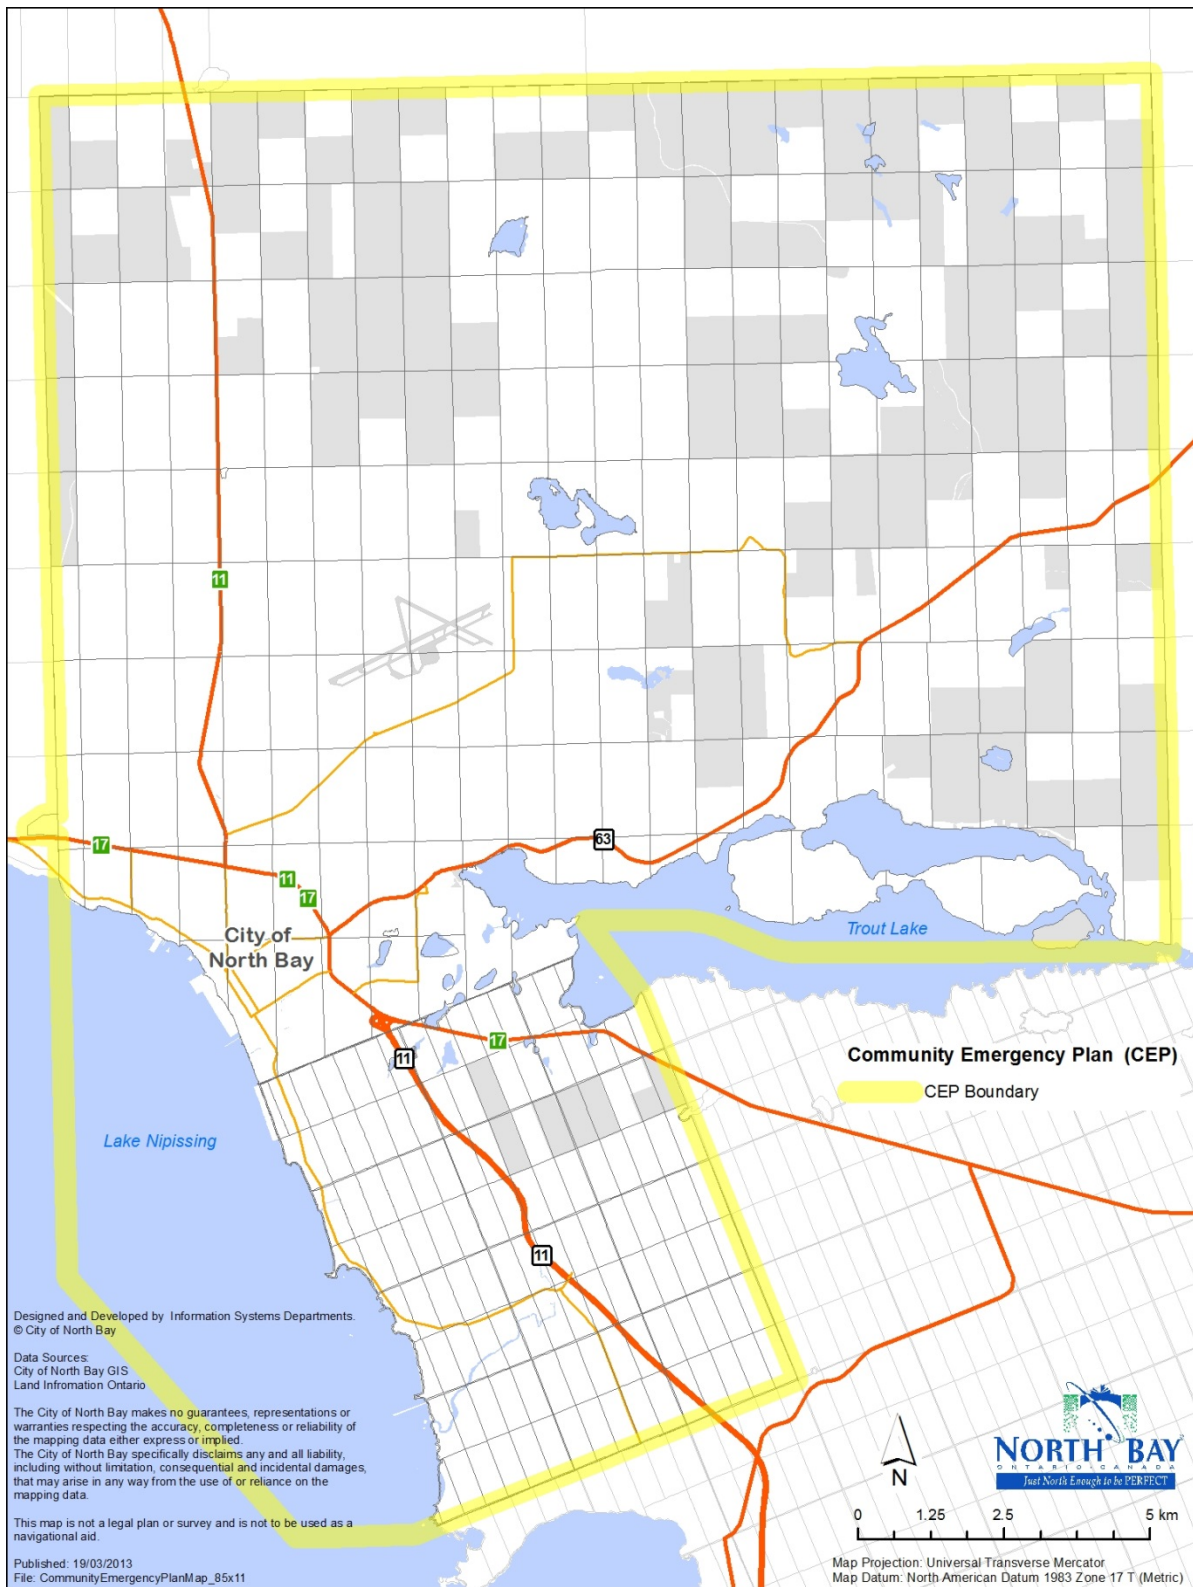 11
63
17
11
17
City of
North Bay
Trout Lake
17
11
Community Emergency Plan (CEP)
CEP Boundary
Lake Nipissing
11
Designed and Developed by Information Systems Departments.
© City of North Bay
Data Sources:
City of North Bay GIS
Land Infromation Ontario
The City of North Bay makes no guarantees, representations or
warranties respecting the accuracy, completeness or reliability of
the mapping data either express or implied.
The City of North Bay specifically disclaims any and all liability,
including without limitation, consequential and incidental damages,
that may arise in any way from the use of or reliance on the
mapping data.
This map is not a legal plan or survey and is not to be used as a
navigational aid.
Published: 19/03/2013
File: CommunityEmergencyPlanMap_85x11
N
NORTH BAY
ONTARIO · CANADA
Just North Enough to be PERFECT
0 1.25 2.5 5 km
Map Projection: Universal Transverse Mercator
Map Datum: North American Datum 1983 Zone 17 T (Metric)